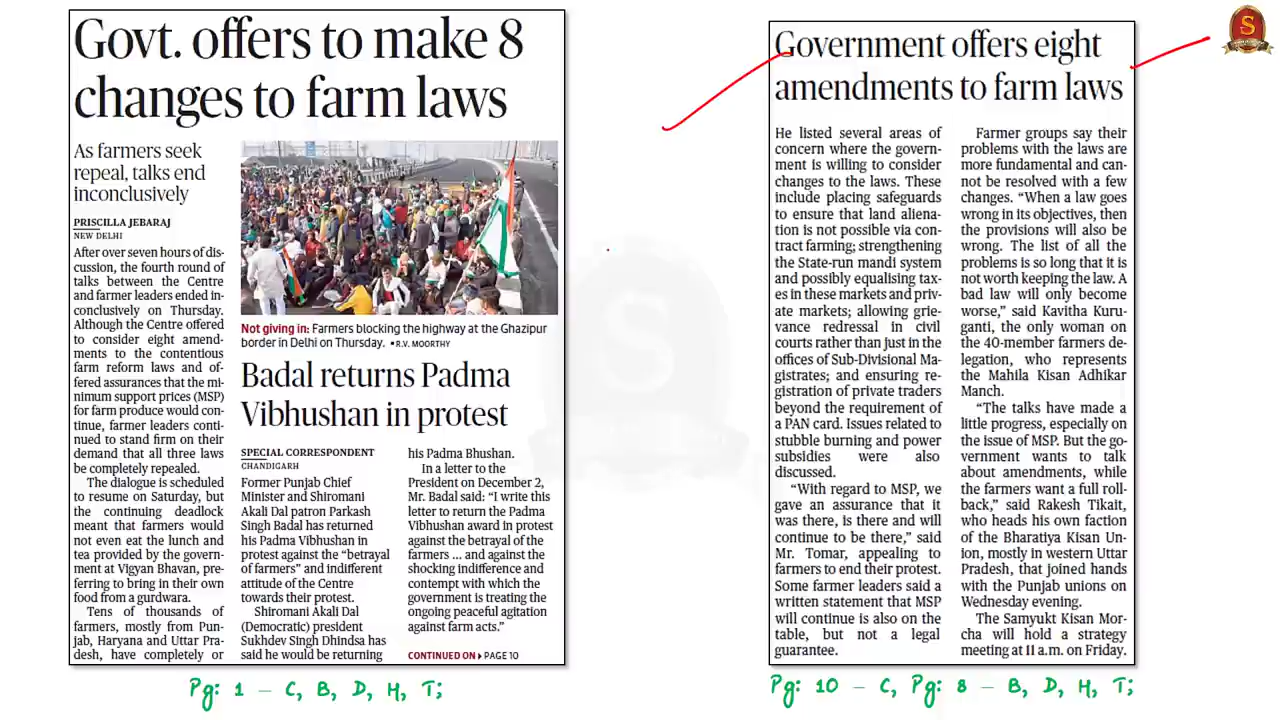 Govt. offers to make 8
changes to farm laws
As farmers seek
repeal, talks end
inconclusively
PRISCILLA JEBARAJ
NEW DELHI
After over seven hours of dis-
cussion, the fourth round of
talks between the Centre
and farmer leaders ended in-
conclusively on Thursday.
Although the Centre offered
to consider eight amend-
ments to the contentious
farm reform laws and of-
fered assurances that the mi-
nimum support prices (MSP)
for farm produce would con-
tinue, farmer leaders conti-
nued to stand firm on their
demand that all three laws
be completely repealed.
The dialogue is scheduled
to resume on Saturday, but
the continuing deadlock
meant that farmers would
not even eat the lunch and
tea provided by the govern-
ment at Vigyan Bhavan, pre-
ferring to bring in their own
food from a gurdwara.
Tens of thousands of
farmers, mostly from Pun-
jab, Haryana and Uttar Pra-
desh, have completely or
Not giving in: Farmers blocking the highway at the Ghazipur
border in Delhi on Thursday. •R.V. MOORTHY
Badal returns Padma
Vibhushan in protest
SPECIAL CORRESPONDENT
CHANDIGARH
Former Punjab Chief
Minister and Shiromani
Akali Dal patron Parkash
Singh Badal has returned
his Padma Vibhushan in
protest against the “betrayal
of farmers” and indifferent
attitude of the Centre
towards their protest.
Shiromani Akali Dal
(Democratic) president
Sukhdev Singh Dhindsa has
said he would be returning
his Padma Bhushan.
In a letter to the
President on December 2,
Mr. Badal said: “I write this
letter to return the Padma
Vibhushan award in protest
against the betrayal of the
farmers ... and against the
shocking indifference and
contempt with which the
government is treating the
ongoing peaceful agitation
against farm acts.”
CONTINUED ON PAGE 10
Pg: 1 – C, B, D, H, T;
Government offers eight
amendments to farm laws
He listed several areas of
concern where the govern-
ment is willing to consider
changes to the laws. These
include placing safeguards
to ensure that land aliena-
tion is not possible via con-
tract farming; strengthening
the State-run mandi system
and possibly equalising tax-
es in these markets and priv-
ate markets; allowing grie-
vance redressal in civil
courts rather than just in the
offices of Sub-Divisional Ma-
gistrates; and ensuring re-
gistration of private traders
beyond the requirement of
a PAN card. Issues related to
stubble burning and power
subsidies were also
discussed.
“With regard to MSP, we
gave an assurance that it
was there, is there and will
continue to be there,” said
Mr. Tomar, appealing to
farmers to end their protest.
Some farmer leaders said a
written statement that MSP
will continue is also on the
table, but not a legal
guarantee.
Farmer groups say their
problems with the laws are
more fundamental and can-
not be resolved with a few
changes. “When a law goes
wrong in its objectives, then
the provisions will also be
wrong. The list of all the
problems is so long that it is
not worth keeping the law. A
bad law will only become
worse,” said Kavitha Kuru-
ganti, the only woman on
the 40-member farmers de-
legation, who represents
the Mahila Kisan Adhikar
Manch.
“The talks have made a
little progress, especially on
the issue of MSP. But the go-
vernment wants to talk
about amendments, while
the farmers want a full roll-
back,” said Rakesh Tikait,
who heads his own faction
of the Bharatiya Kisan Un-
ion, mostly in western Uttar
Pradesh, that joined hands
with the Punjab unions on
Wednesday evening.
The Samyukt Kisan Mor-
cha will hold a strategy
meeting at 11 a.m. on Friday.
Pg: 10 – C, Pg: 8 – B, D, H, T;
S
S